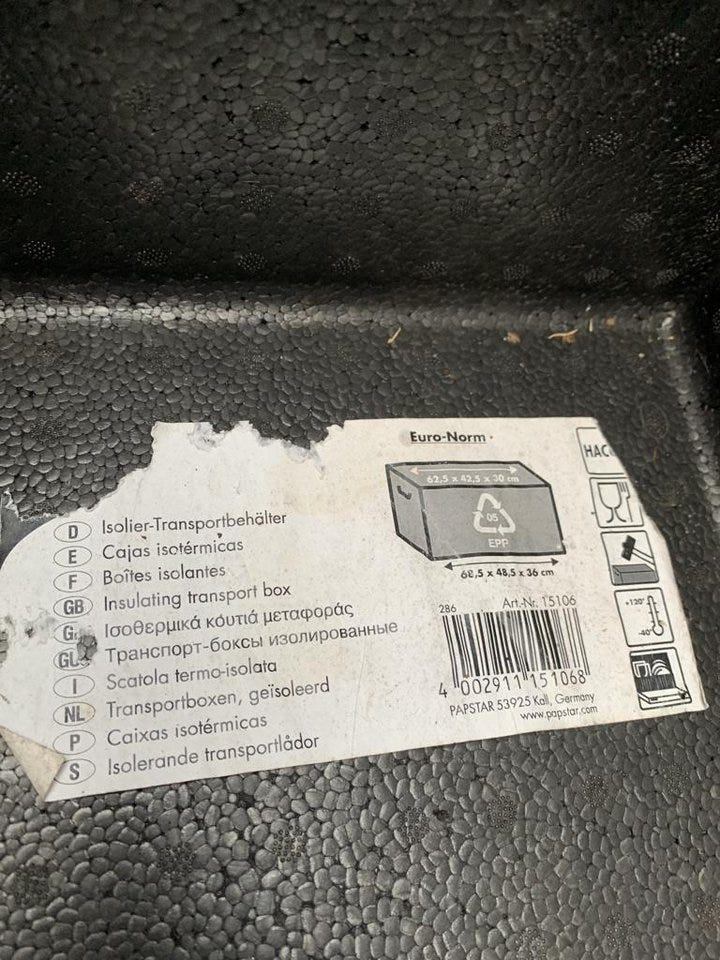 Euro-Norm
62,5 x 42,5 x 30 cm
05
EPP
68,5 x 48,5 x 36 cm
D Isolier-Transportbehälter
E Cajas isotérmicas
F Boîtes isolantes
GB Insulating transport box
Ισοθερμικά κουτιά μεταφοράς
Транспорт-боксы изолированные
I Scatola termo-isolata
NL Transportboxen, geïsoleerd
P Caixas isotérmicas
S Isolerande transportlådor
286 Art.-Nr. 15106
4 002911 151068
PAPSTAR 53925 Kall, Germany
www.papstar.com
+120°
-40°